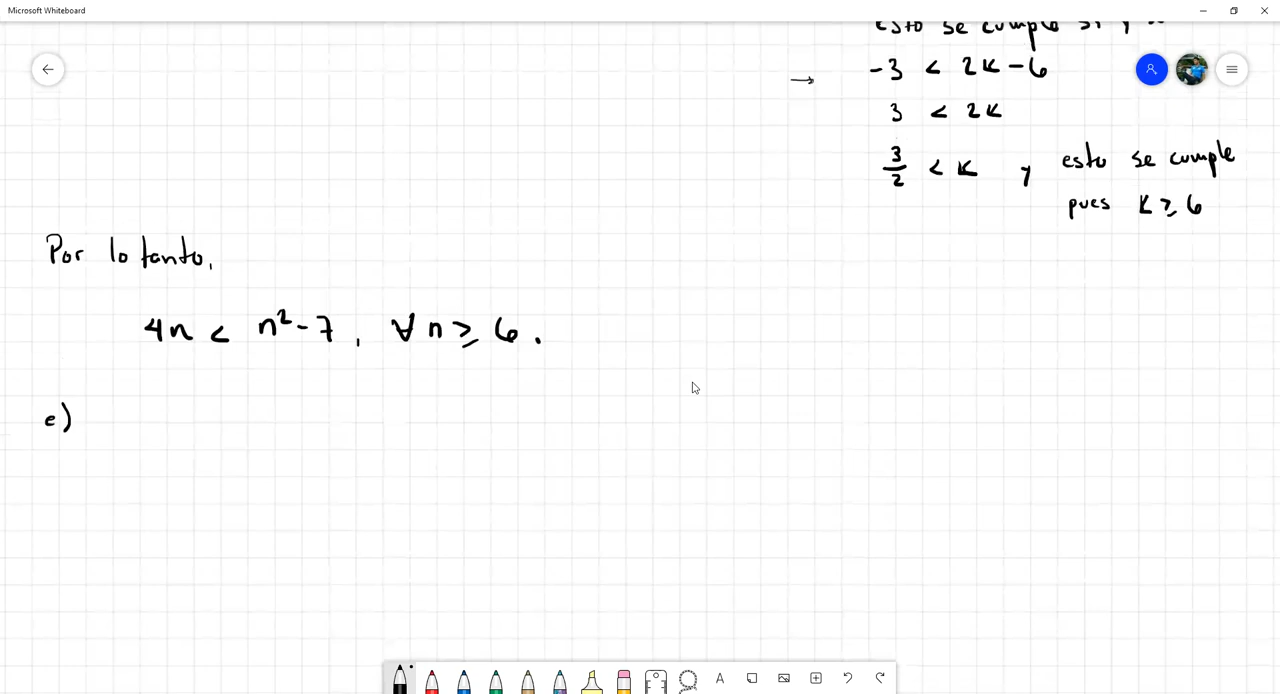 Microsoft Whiteboard
esto se cumple si y
→ -3 < 2K - 6
3 < 2K
3/2 < K y esto se cumple
pues K ≥ 6
Por lo tanto,
4n < n² - 7, ∀ n ≥ 6.
e)
A